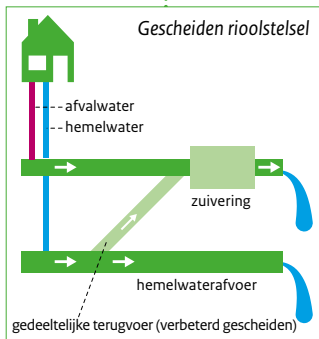 Gescheiden rioolstelsel
afvalwater
hemelwater
zuivering
hemelwaterafvoer
gedeeltelijke terugvoer (verbeterd gescheiden)